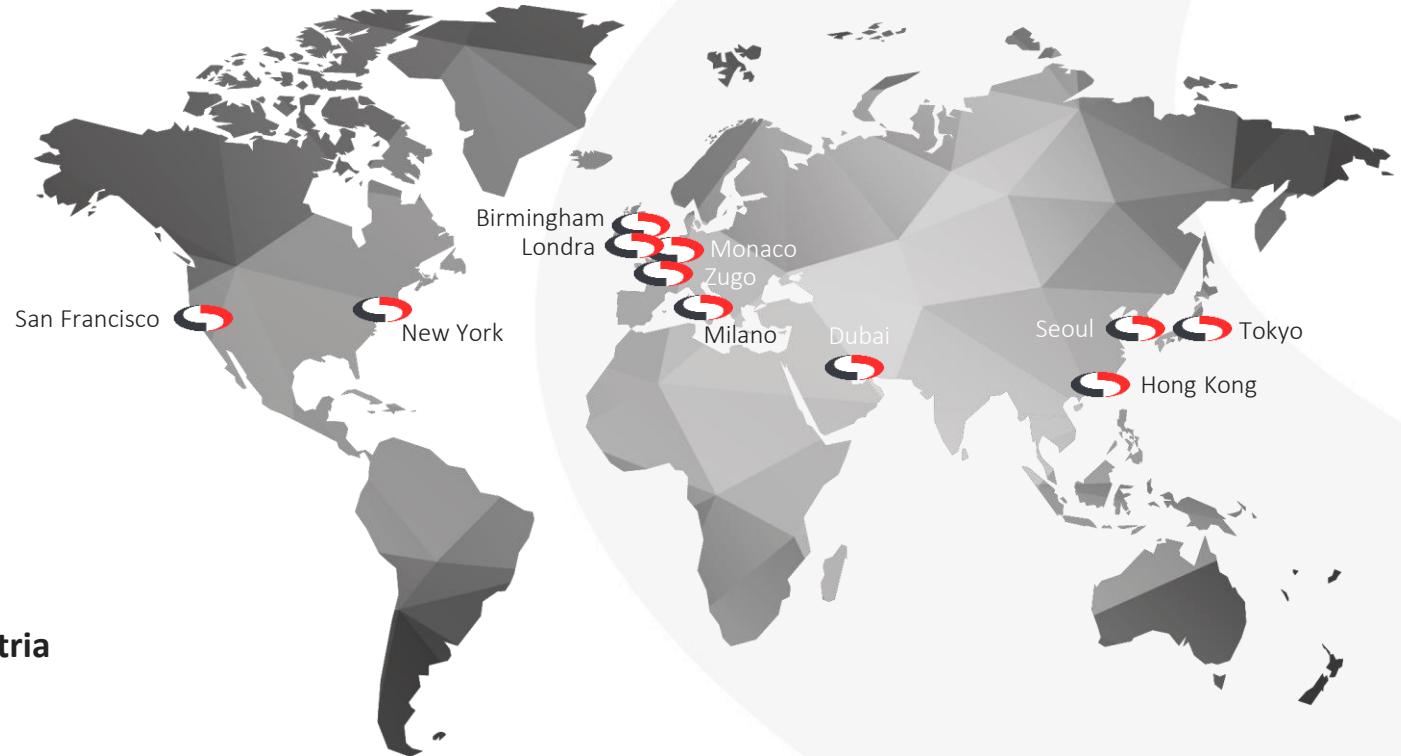 Birmingham
Londra
Monaco
Zugo
San Francisco
New York
Milano
Dubai
Seoul
Tokyo
Hong Kong
tria